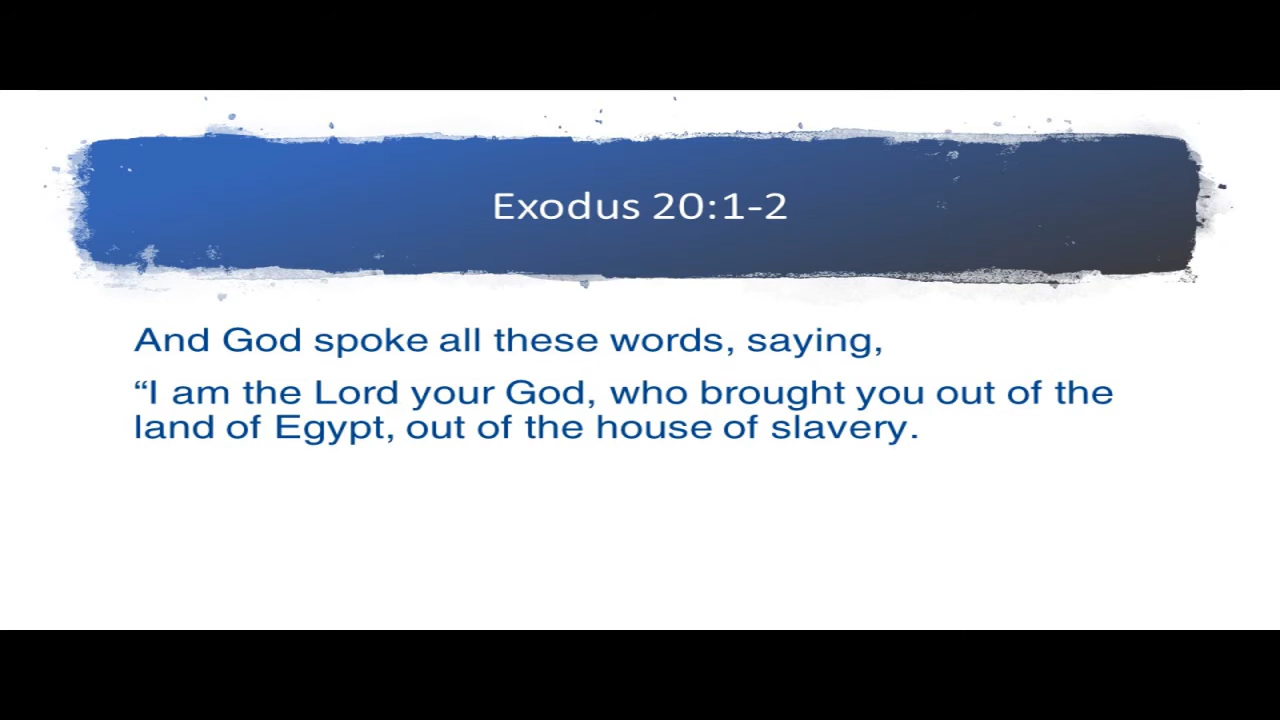 Exodus 20:1-2
And God spoke all these words, saying,
“I am the Lord your God, who brought you out of the
land of Egypt, out of the house of slavery.